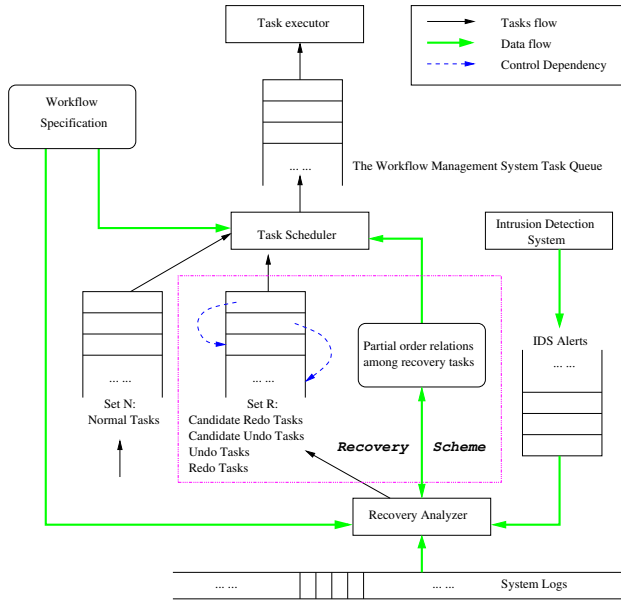 Task executor
Tasks flow
Data flow
Control Dependency
Workflow
Specification
... ...
The Workflow Management System Task Queue
Task Scheduler
Intrusion Detection
System
IDS Alerts
... ...
Partial order relations
among recovery tasks
... ...
Set N:
Normal Tasks
... ...
Set R:
Candidate Redo Tasks
Candidate Undo Tasks
Undo Tasks
Redo Tasks
Recovery Scheme
Recovery Analyzer
... ...
... ...
System Logs